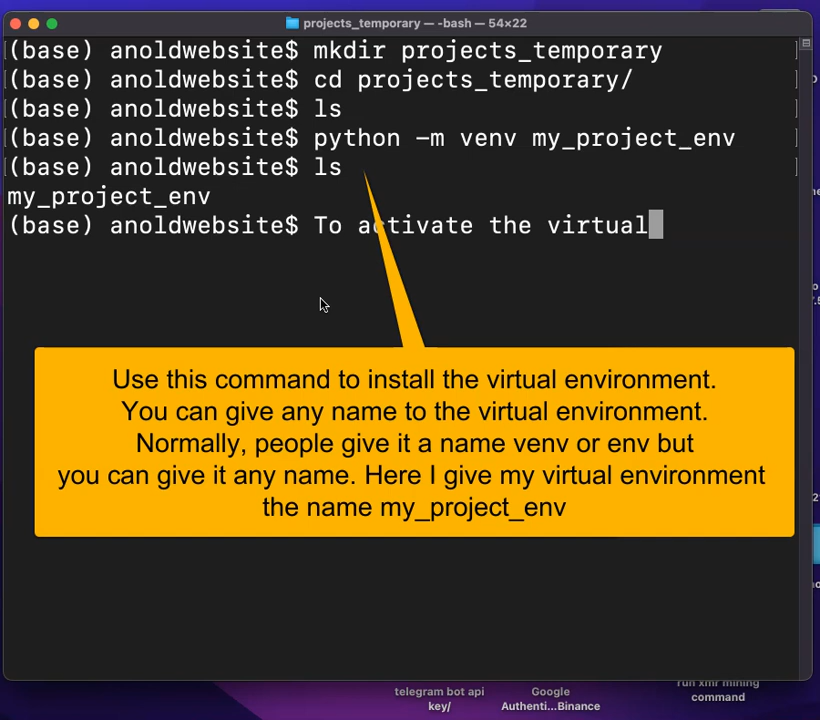 projects_temporary — -bash — 54×22
(base) anoldwebsite$ mkdir projects_temporary
(base) anoldwebsite$ cd projects_temporary/
(base) anoldwebsite$ ls
(base) anoldwebsite$ python -m venv my_project_env
(base) anoldwebsite$ ls
my_project_env
(base) anoldwebsite$ To activate the virtual
Use this command to install the virtual environment.
You can give any name to the virtual environment.
Normally, people give it a name venv or env but
you can give it any name. Here I give my virtual environment
the name my_project_env
telegram bot api
key/
Google
Authenti...Binance
run xmr mining
command